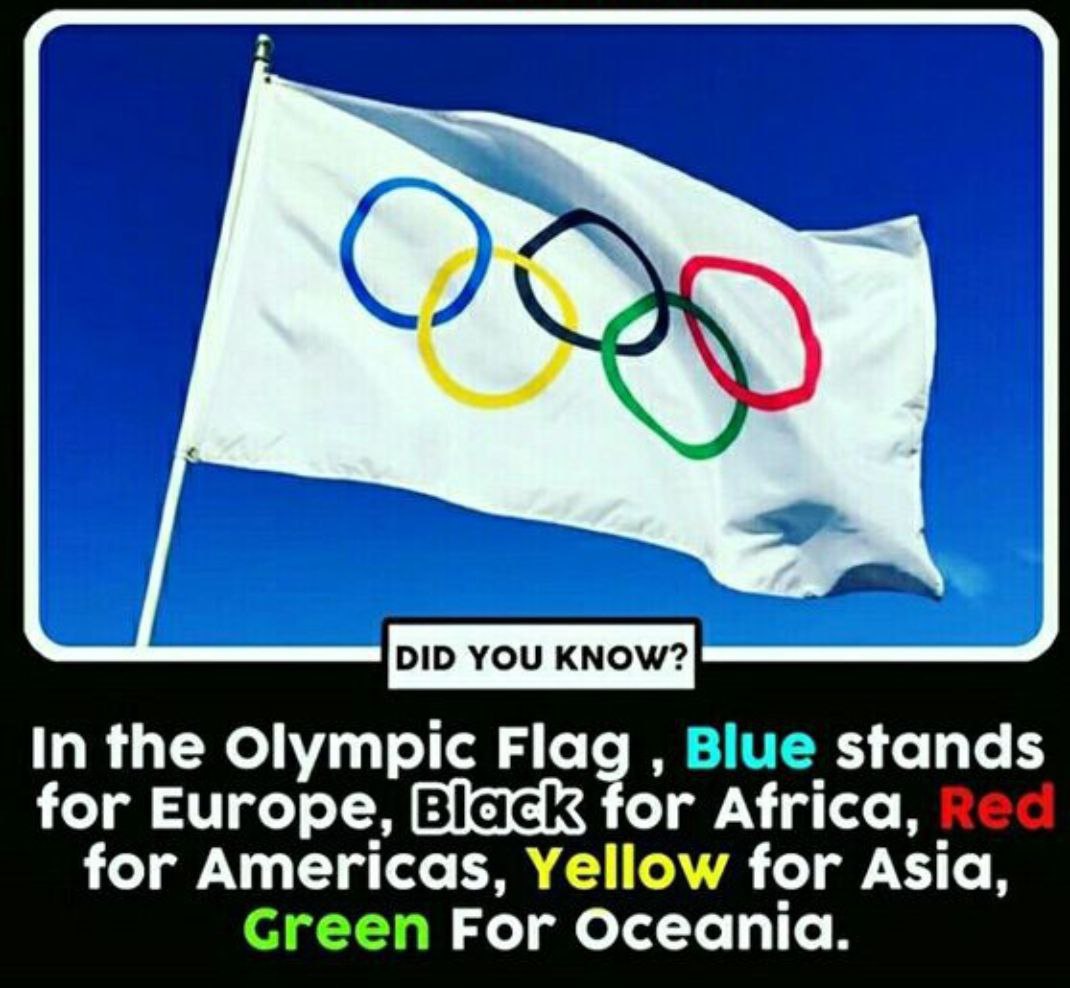 DID YOU KNOW?
In the Olympic Flag , Blue stands
for Europe, Black for Africa, Red
for Americas, Yellow for Asia,
Green For Oceania.